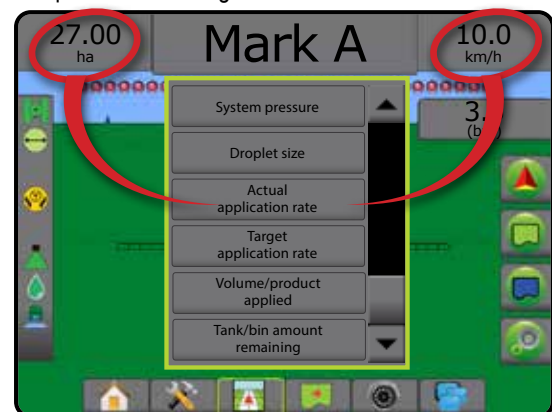 27.00
ha
Mark A
10.0
km/h
3.
(b
System pressure
Droplet size
Actual
application rate
Target
application rate
Volume/product
applied
Tank/bin amount
remaining